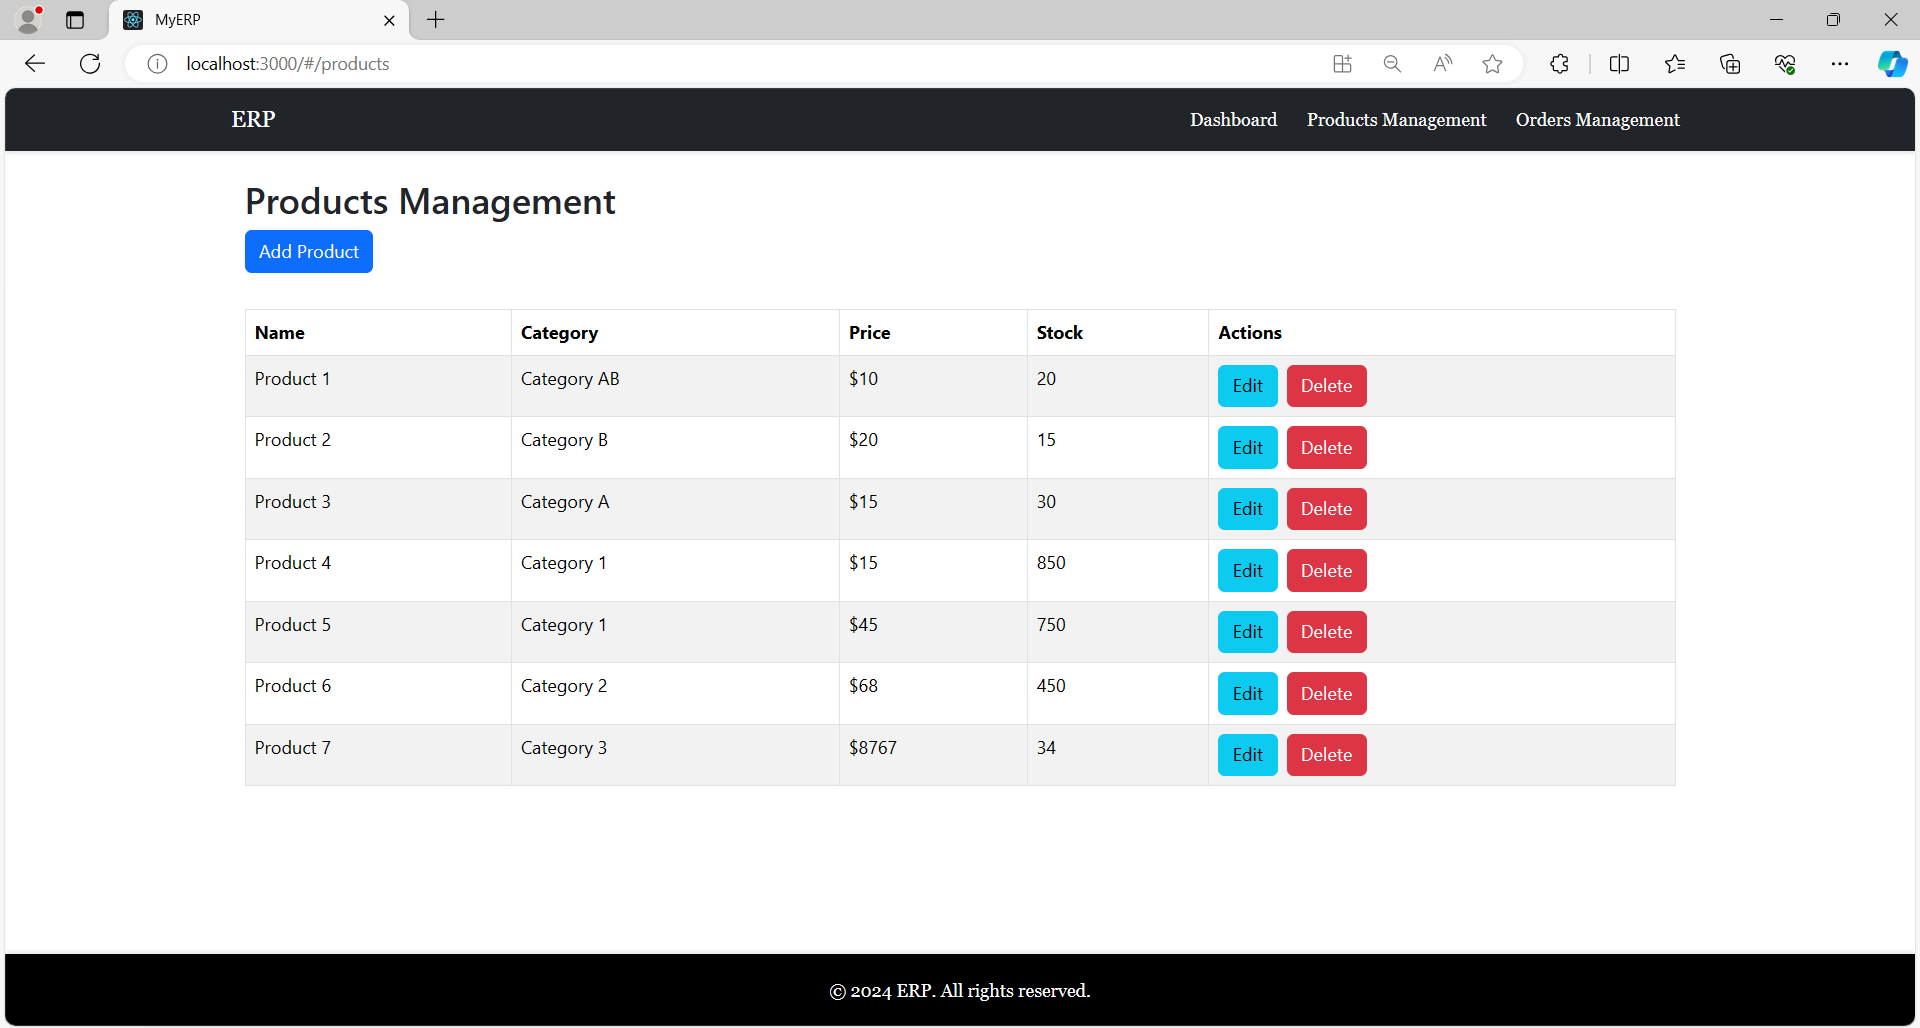 MyERP
localhost:3000/#/products
ERP Dashboard Products Management Orders Management
Products Management
Add Product
Name Category Price Stock Actions
Product 1 Category AB $10 20 Edit Delete
Product 2 Category B $20 15 Edit Delete
Product 3 Category A $15 30 Edit Delete
Product 4 Category 1 $15 850 Edit Delete
Product 5 Category 1 $45 750 Edit Delete
Product 6 Category 2 $68 450 Edit Delete
Product 7 Category 3 $8767 34 Edit Delete
© 2024 ERP. All rights reserved.